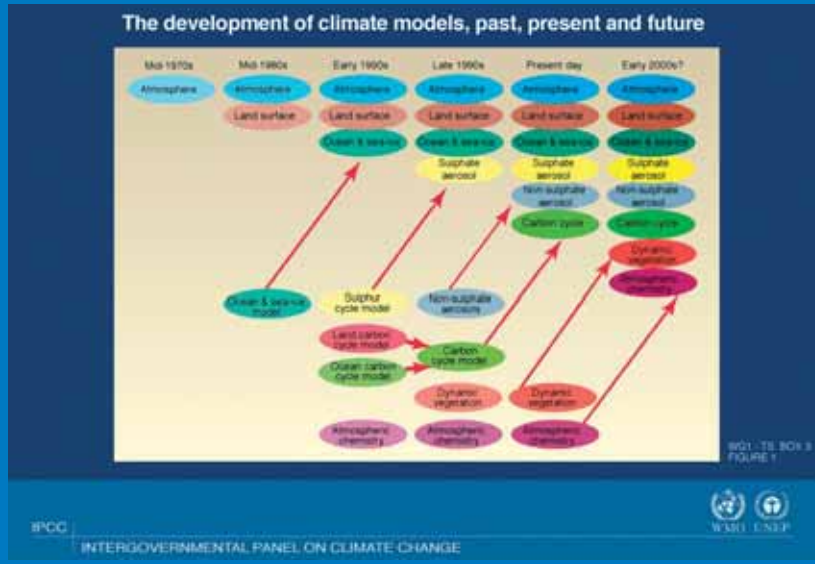 The development of climate models, past, present and future
Mid-1970s Mid-1980s Early 1990s Late 1990s Present day Early 2000s?
Atmosphere Atmosphere Atmosphere Atmosphere Atmosphere Atmosphere
Land surface Land surface Land surface Land surface Land surface
Ocean & sea-ice Ocean & sea-ice Ocean & sea-ice Ocean & sea-ice
Sulphate aerosol Sulphate aerosol Sulphate aerosol
Non-sulphate aerosol Non-sulphate aerosol
Carbon cycle Carbon cycle
Dynamic vegetation
Atmospheric chemistry
Ocean & sea-ice model
Sulphur cycle model
Non-sulphate aerosols
Land carbon cycle model
Carbon cycle model
Ocean carbon cycle model
Dynamic vegetation Dynamic vegetation
Atmospheric chemistry Atmospheric chemistry Atmospheric chemistry
WG1 - TS BOX 3
FIGURE 1
WMO UNEP
IPCC
INTERGOVERNMENTAL PANEL ON CLIMATE CHANGE